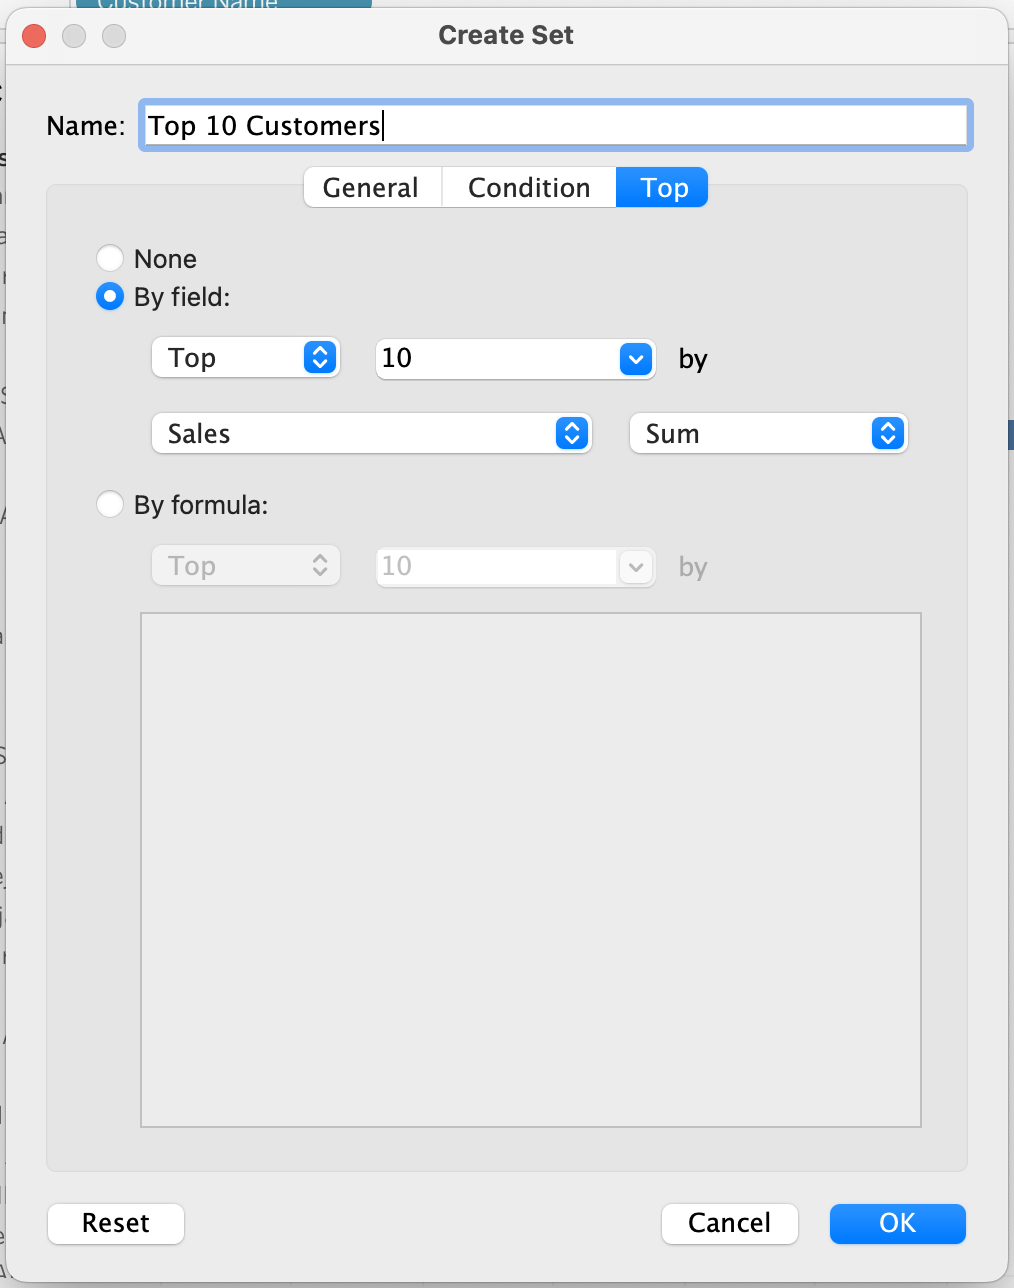 Customer Name
Create Set
Name: Top 10 Customers
General Condition Top
None
By field:
Top 10 by
Sales Sum
By formula:
Top 10 by
Reset Cancel OK